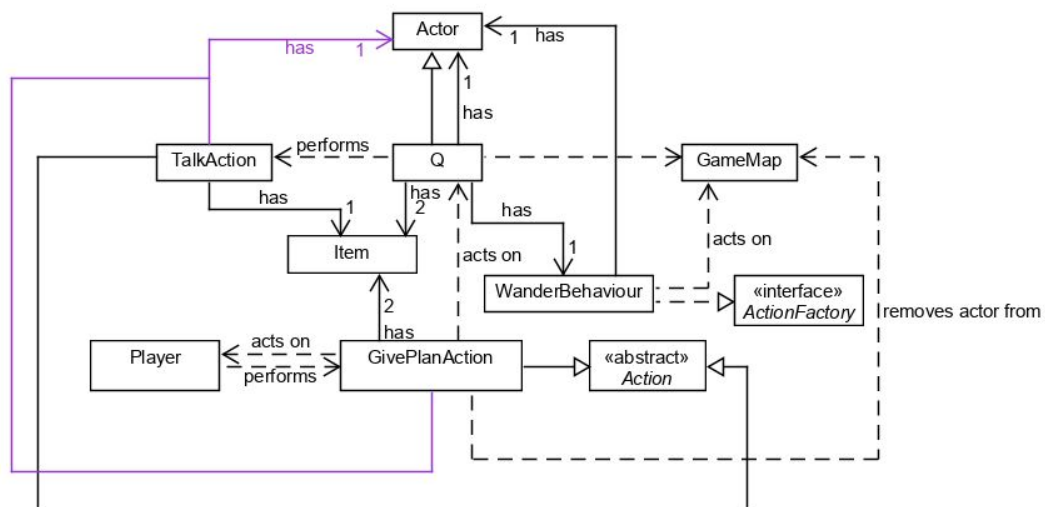 Actor
has
1
1
has
1
has
performs
TalkAction
Q
GameMap
has
1
has
2
has
1
acts on
acts on
Item
WanderBehaviour
«interface»
ActionFactory
removes actor from
2
has
Player
acts on
performs
GivePlanAction
«abstract»
Action